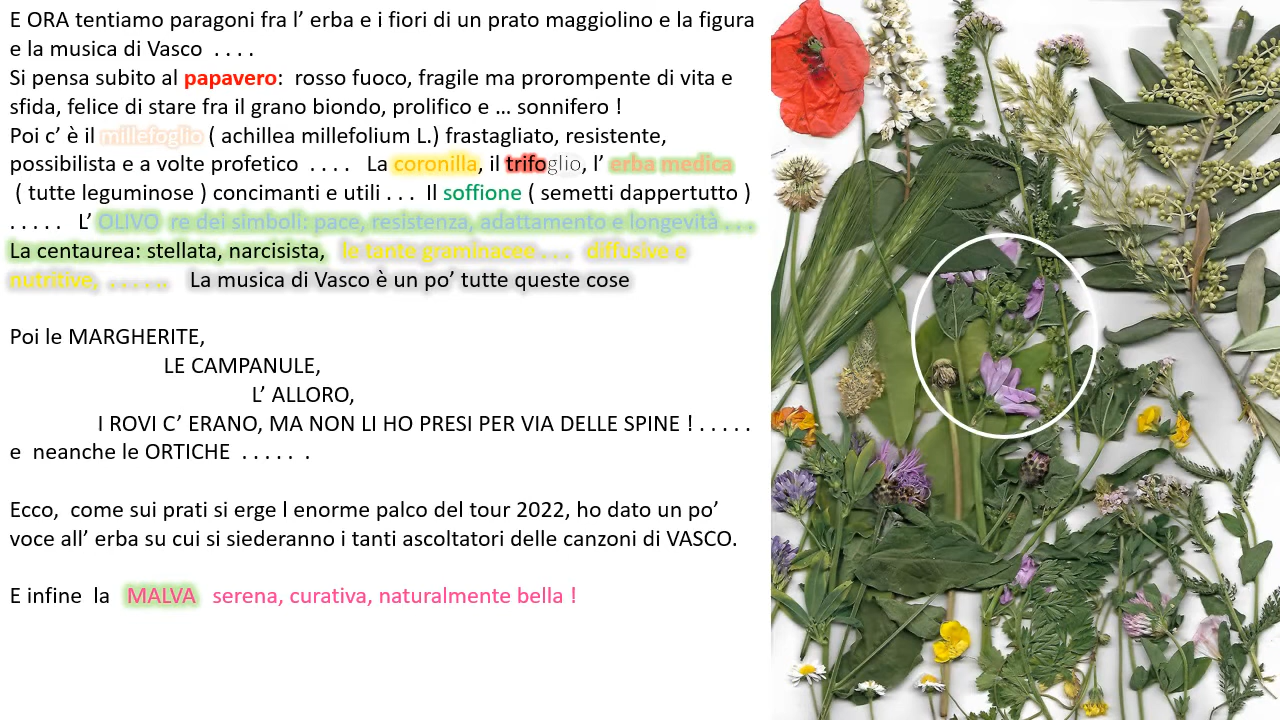 E ORA tentiamo paragoni fra l’ erba e i fiori di un prato maggiolino e la figura
e la musica di Vasco . . . .
Si pensa subito al papavero: rosso fuoco, fragile ma prorompente di vita e
sfida, felice di stare fra il grano biondo, prolifico e … sonnifero !
Poi c’ è il millefoglio ( achillea millefolium L.) frastagliato, resistente,
possibilista e a volte profetico . . . . La coronilla, il trifoglio, l’ erba medica
( tutte leguminose ) concimanti e utili . . . Il soffione ( semetti dappertutto )
. . . . . L’ OLIVO re dei simboli: pace, resistenza, adattamento e longevità . . .
La centaurea: stellata, narcisista, le tante graminacee . . . diffusive e
nutritive, . . . . . . La musica di Vasco è un po’ tutte queste cose
Poi le MARGHERITE,
LE CAMPANULE,
L’ ALLORO,
I ROVI C’ ERANO, MA NON LI HO PRESI PER VIA DELLE SPINE ! . . . . .
e neanche le ORTICHE . . . . . .
Ecco, come sui prati si erge l enorme palco del tour 2022, ho dato un po’
voce all’ erba su cui si siederanno i tanti ascoltatori delle canzoni di VASCO.
E infine la MALVA serena, curativa, naturalmente bella !